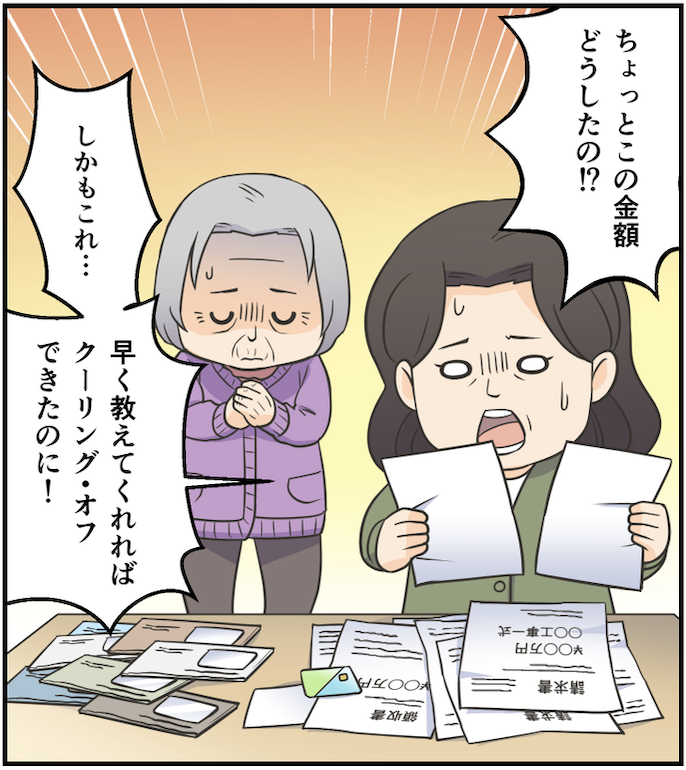 ちょっとこの金額
どうしたの!?
しかもこれ…
早く教えてくれれば
クーリング・オフ
できたのに!
請求書
¥〇〇万円
〇〇工事一式
領収書
¥〇〇万円
請求書